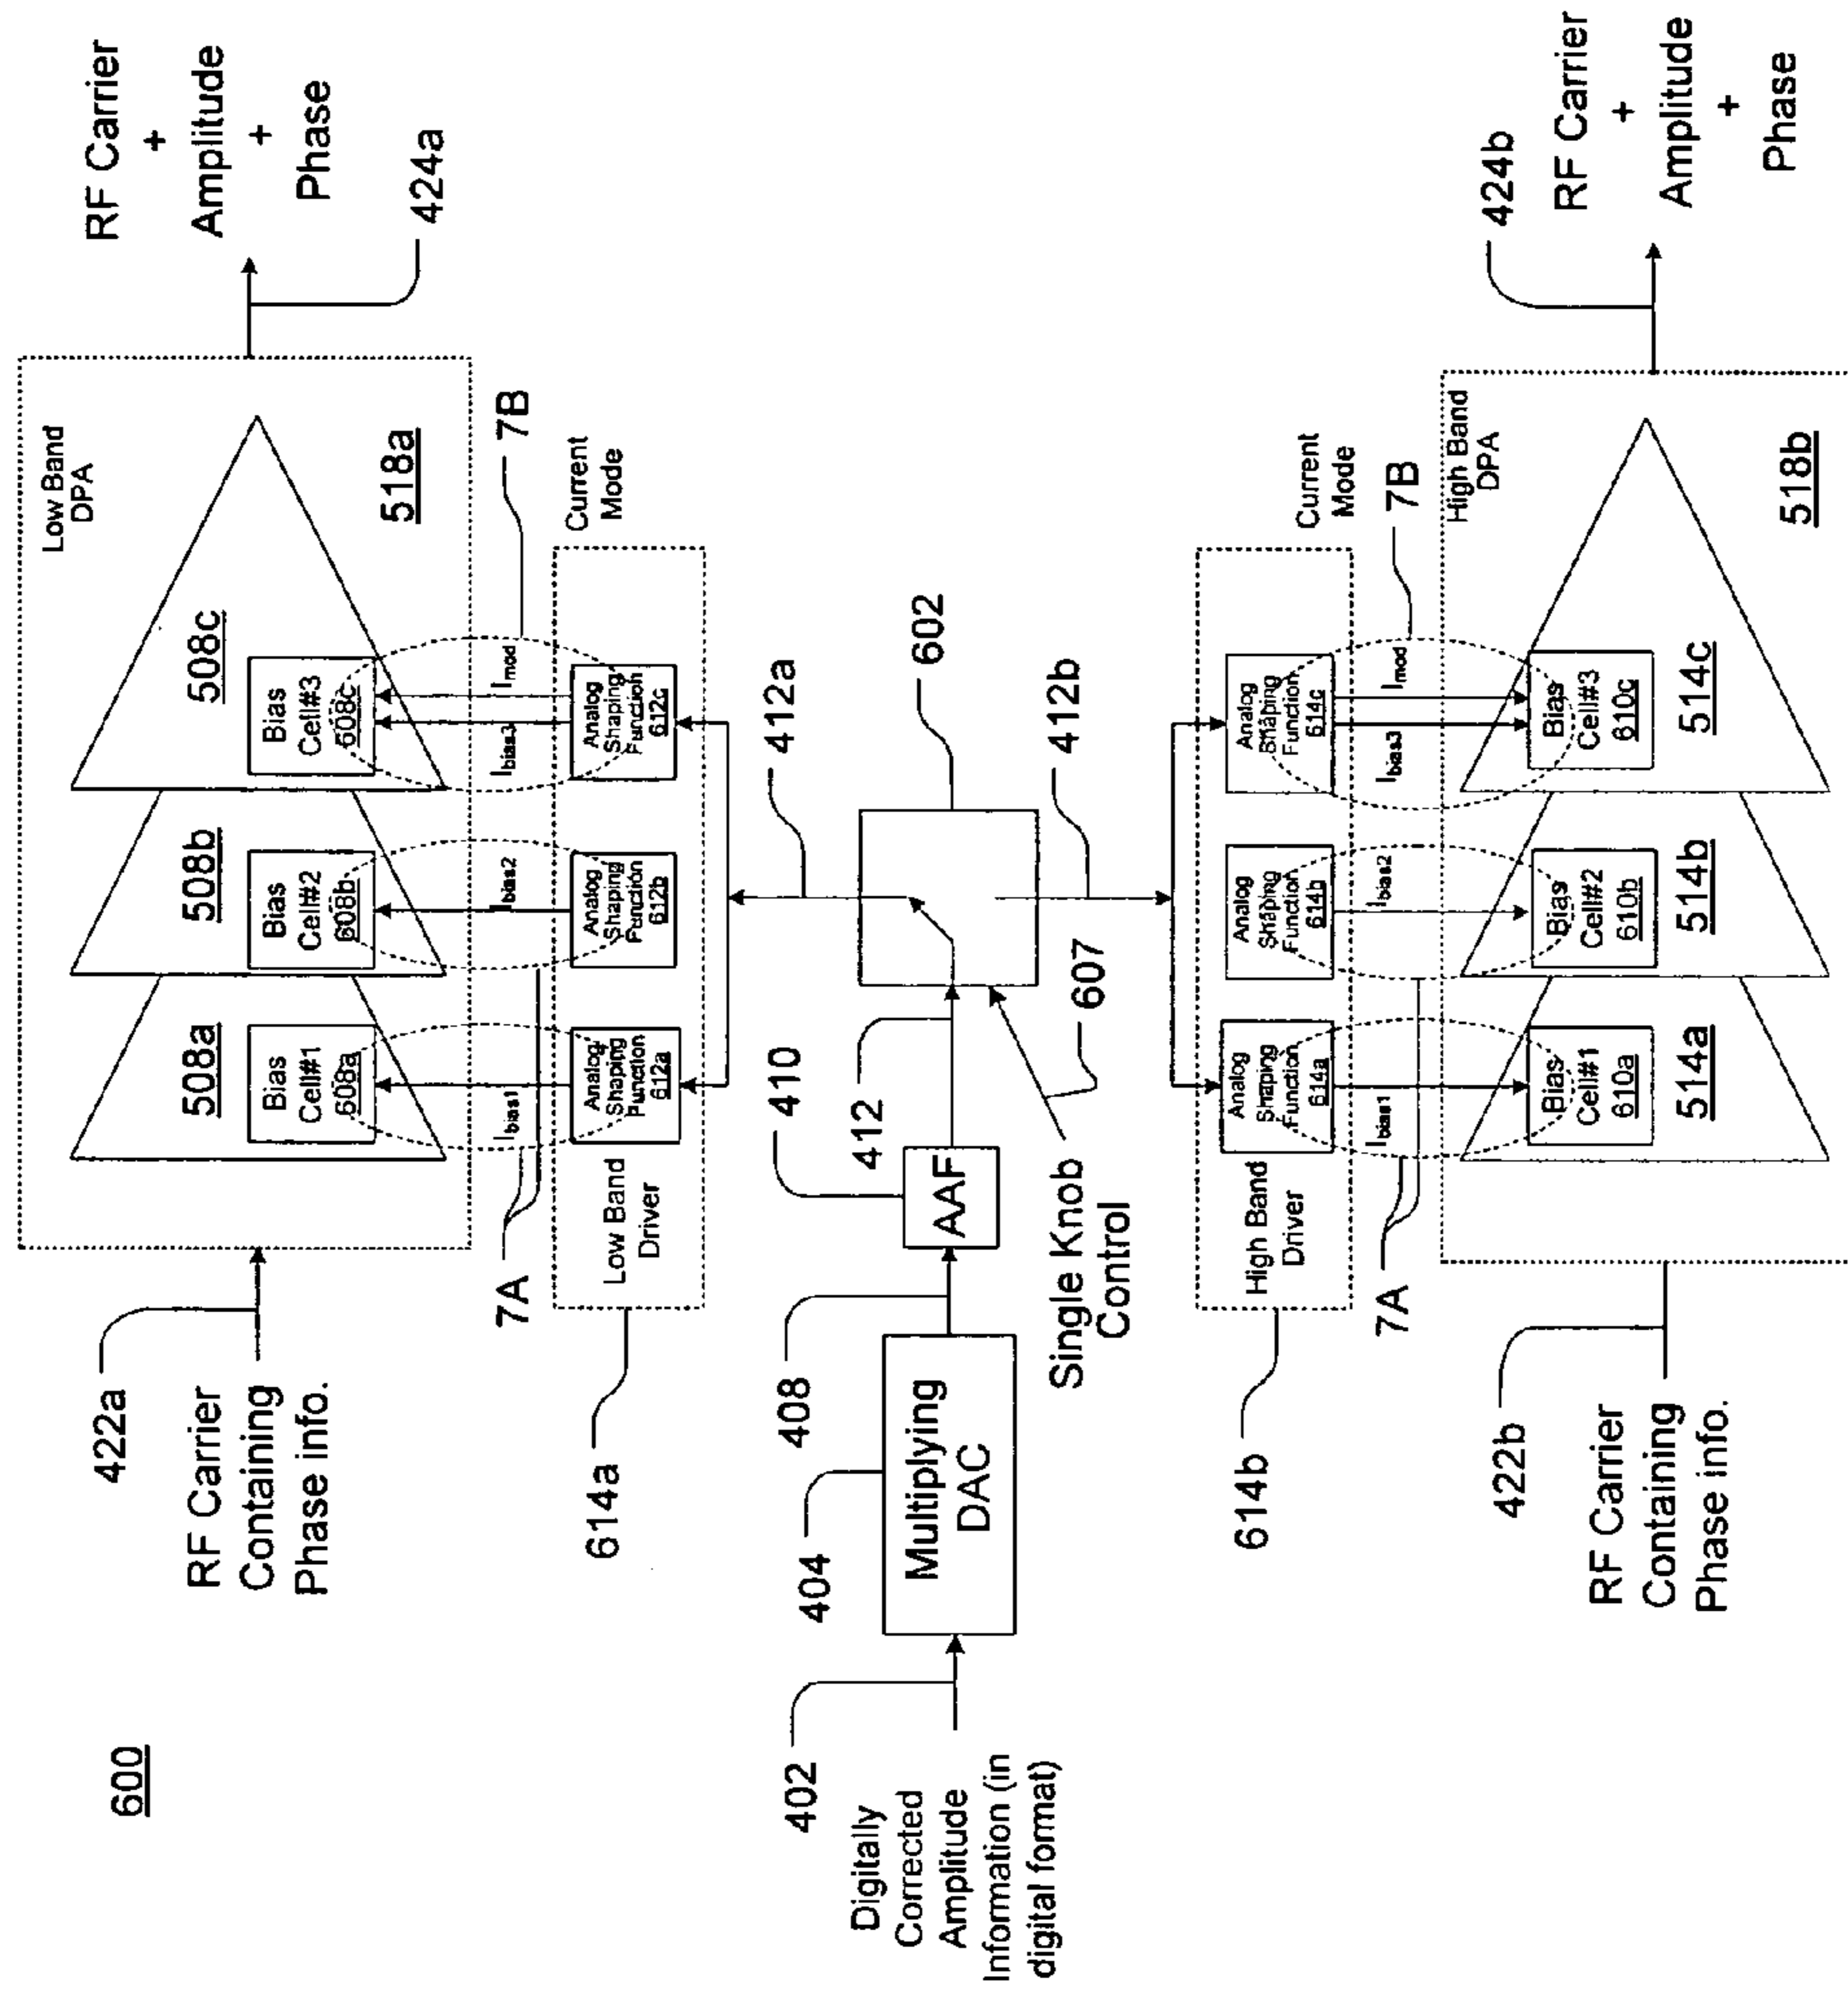 600
422a
RF Carrier
Containing
Phase info.
Low Band
DPA
508a
Bias
Cell#1
608a
508b
Bias
Cell#2
608b
508c
Bias
Cell#3
608c
518a
RF Carrier
+
Amplitude
+
Phase
424a
7A
Ibias1
Ibias2
Ibias3
Imod
7B
614a
Low Band
Driver
Analog
Shaping
Function
612a
Analog
Shaping
Function
612b
Analog
Shaping
Function
612c
Current
Mode
402
Digitally
Corrected
Amplitude
Information (in
digital format)
404
Multiplying
DAC
408
410
AAF
412
412a
602
412b
607
Single Knob
Control
614b
High Band
Driver
Analog
Shaping
Function
614a
Analog
Shaping
Function
614b
Analog
Shaping
Function
614c
Current
Mode
7A
Ibias1
Ibias2
Ibias3
Imod
7B
422b
RF Carrier
Containing
Phase info.
High Band
DPA
Bias
Cell#1
610a
514a
Bias
Cell#2
610b
514b
Bias
Cell#3
610c
514c
518b
424b
RF Carrier
+
Amplitude
+
Phase